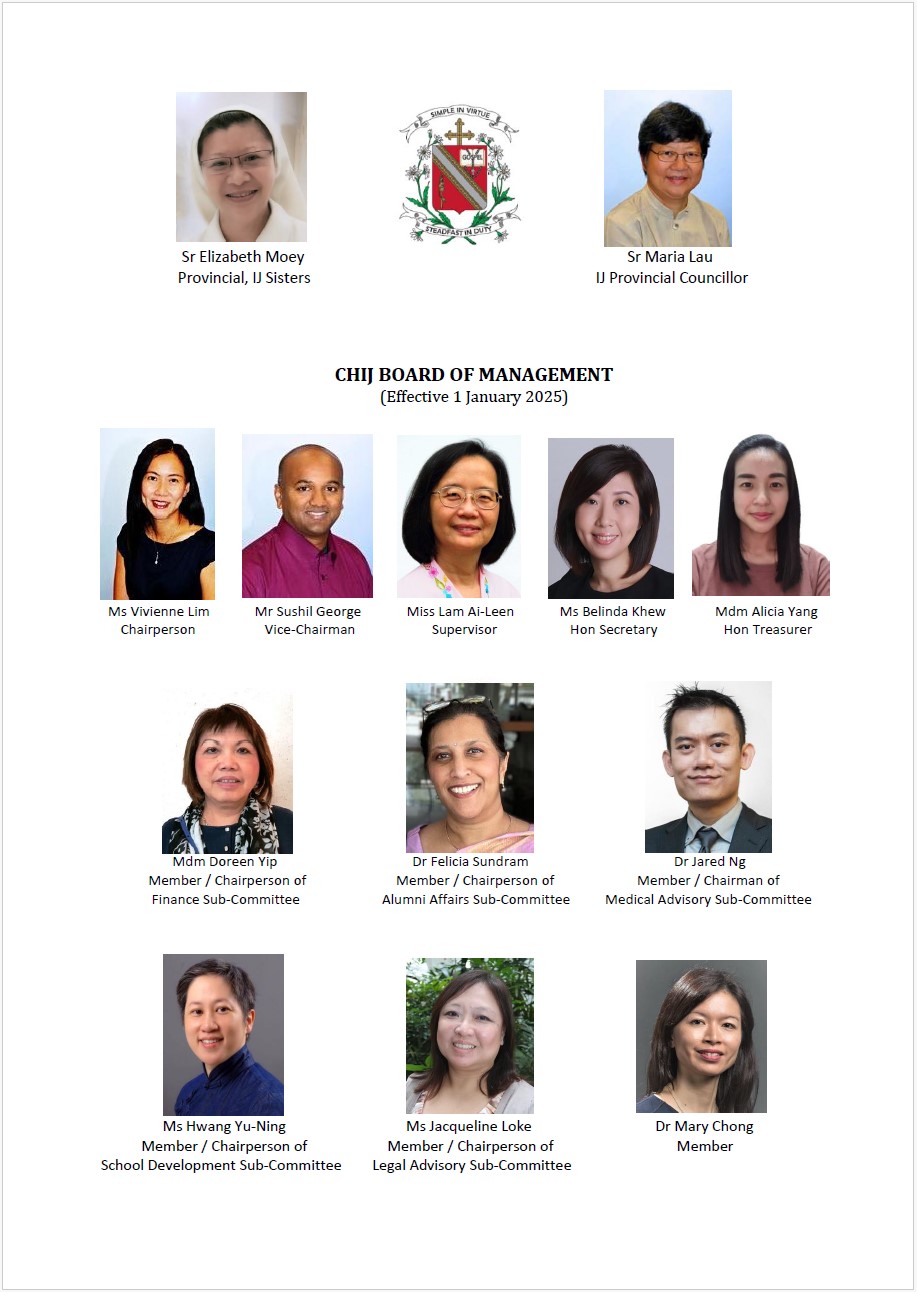 SIMPLE IN VIRTUE
GOSPEL
STEADFAST IN DUTY
Sr Elizabeth Moey
Provincial, IJ Sisters
Sr Maria Lau
IJ Provincial Councillor
CHIJ BOARD OF MANAGEMENT
(Effective 1 January 2025)
Ms Vivienne Lim
Chairperson
Mr Sushil George
Vice-Chairman
Miss Lam Ai-Leen
Supervisor
Ms Belinda Khew
Hon Secretary
Mdm Alicia Yang
Hon Treasurer
Mdm Doreen Yip
Member / Chairperson of
Finance Sub-Committee
Dr Felicia Sundram
Member / Chairperson of
Alumni Affairs Sub-Committee
Dr Jared Ng
Member / Chairman of
Medical Advisory Sub-Committee
Ms Hwang Yu-Ning
Member / Chairperson of
School Development Sub-Committee
Ms Jacqueline Loke
Member / Chairperson of
Legal Advisory Sub-Committee
Dr Mary Chong
Member